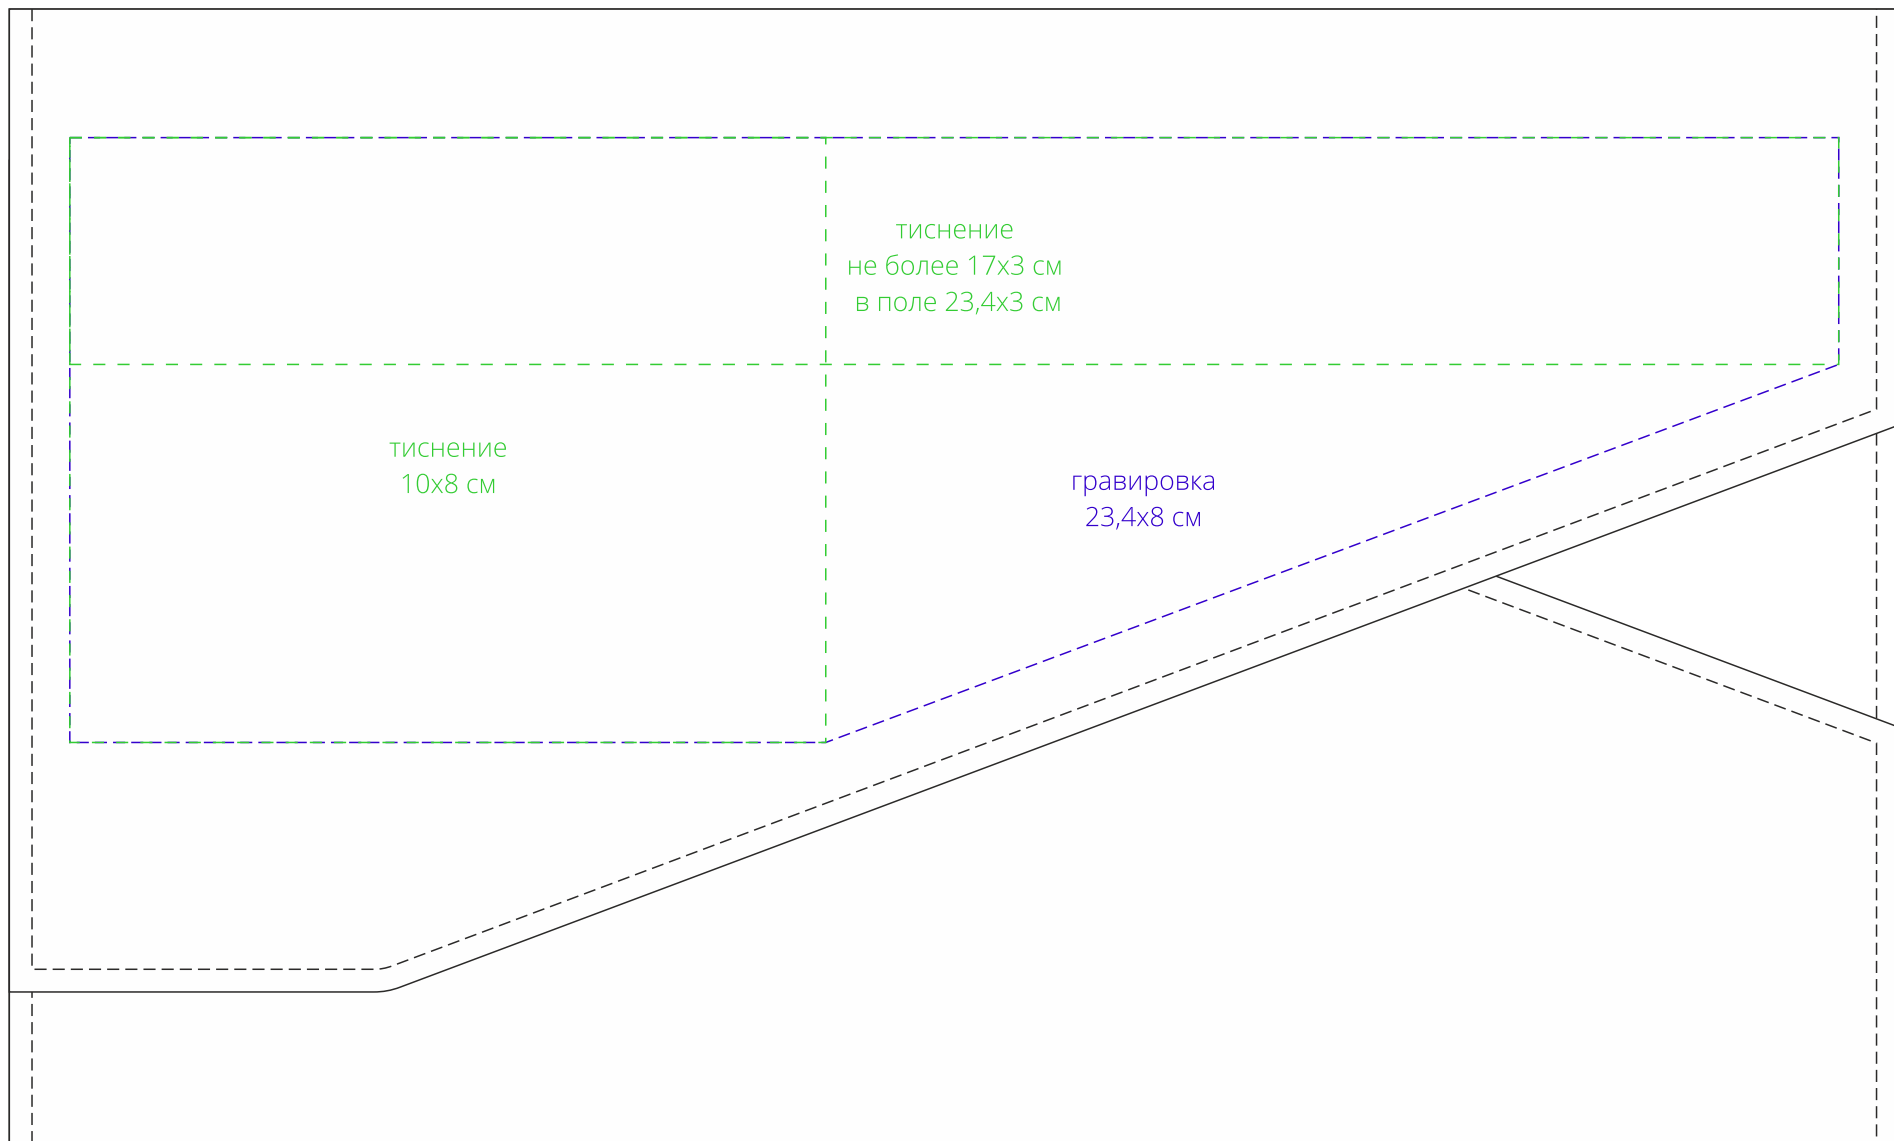 тиснение
не более 17х3 см
в поле 23,4х3 см
тиснение
10х8 см
гравировка
23,4х8 см